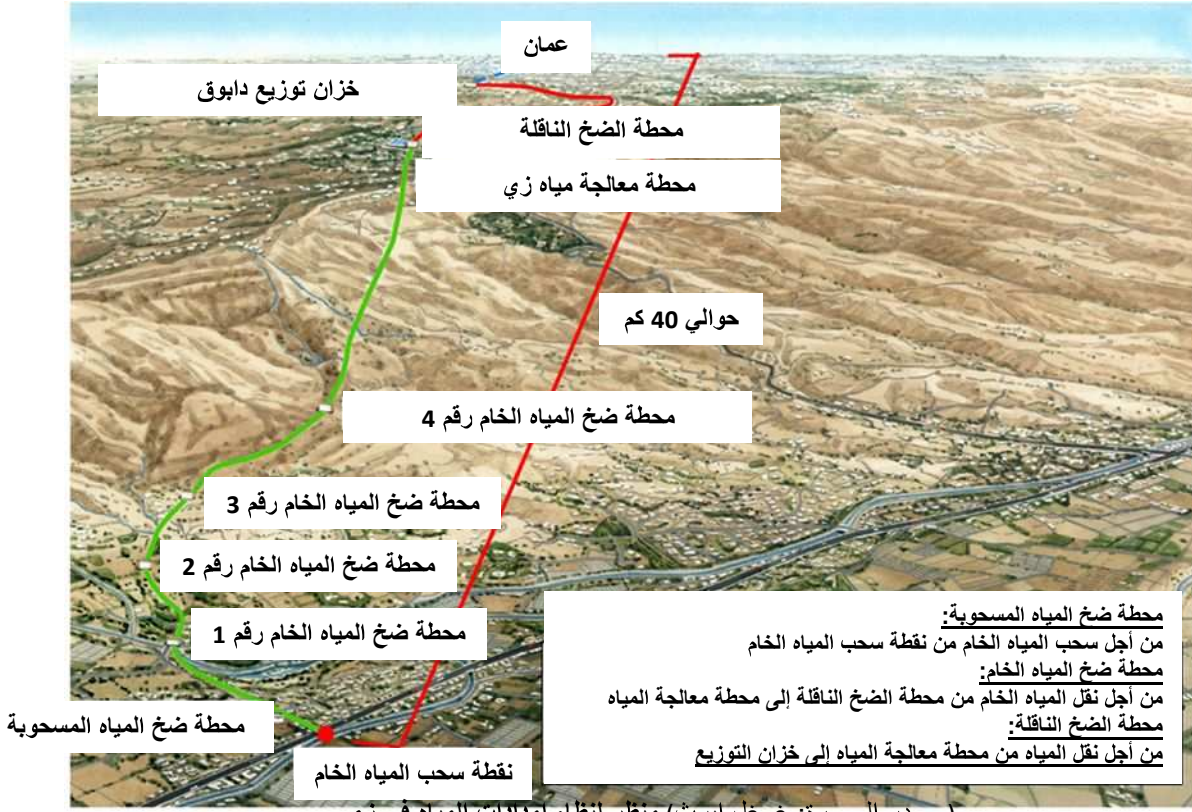 عمان
خزان توزيع دابوق
محطة الضخ الناقلة
محطة معالجة مياه زي
حوالي 40 كم
محطة ضخ المياه الخام رقم 4
محطة ضخ المياه الخام رقم 3
محطة ضخ المياه الخام رقم 2
محطة ضخ المياه الخام رقم 1
محطة ضخ المياه المسحوبة
نقطة سحب المياه الخام
محطة ضخ المياه المسحوبة:
من أجل سحب المياه الخام من نقطة سحب المياه الخام
محطة ضخ المياه الخام:
من أجل نقل المياه الخام من محطة الضخ الناقلة إلى محطة معالجة المياه
محطة الضخ الناقلة:
من أجل نقل المياه من محطة معالجة المياه إلى خزان التوزيع